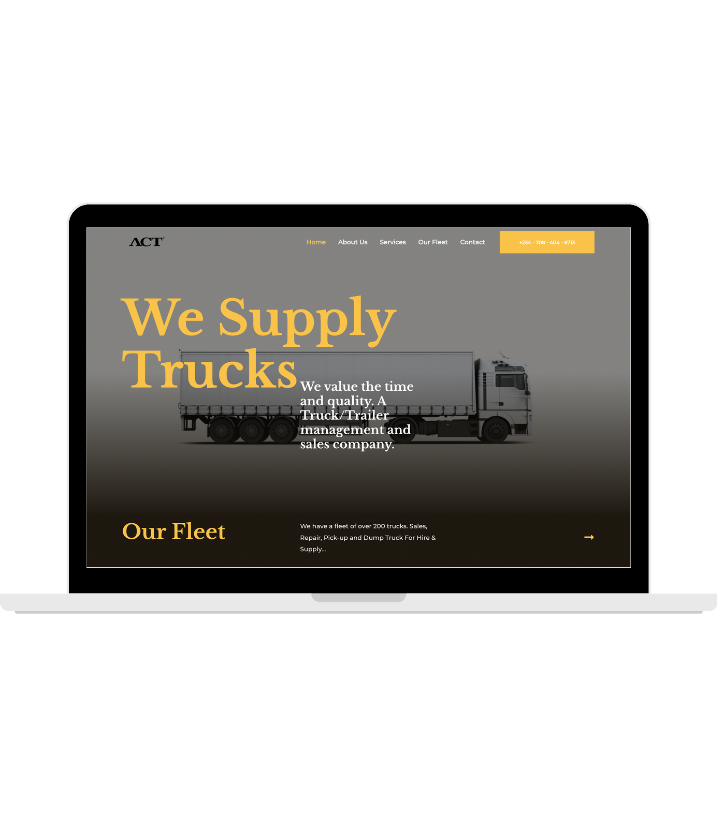 ACT
Home About Us Services Our Fleet Contact
We Supply
Trucks
We value the time
and quality. A
Truck/Trailer
management and
sales company.
Our Fleet
We have a fleet of over 200 trucks. Sales,
Repair, Pick-up and Dump Truck For Hire &
Supply...